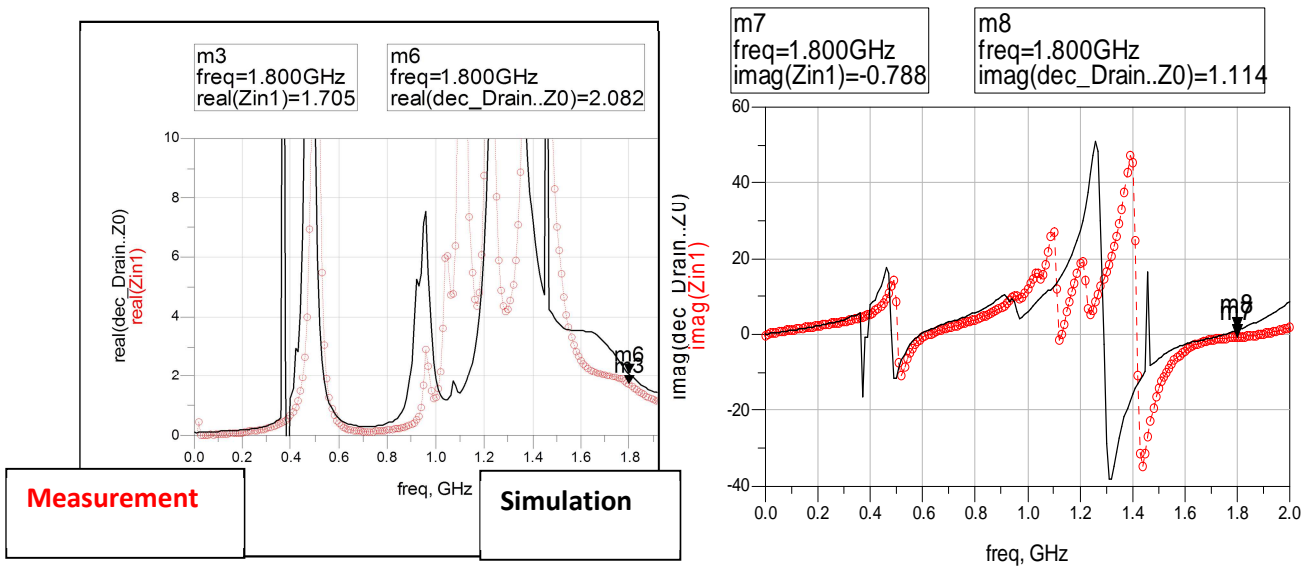 m3
freq=1.800GHz
real(Zin1)=1.705
m6
freq=1.800GHz
real(dec_Drain..Z0)=2.082
10
8
6
4
2
0
real(dec_Drain..Z0)
real(Zin1)
m6
m3
0.0 0.2 0.4 0.6 0.8 1.0 1.2 1.4 1.6 1.8
freq, GHz
Measurement
Simulation
m7
freq=1.800GHz
imag(Zin1)=-0.788
m8
freq=1.800GHz
imag(dec_Drain..Z0)=1.114
60
40
20
0
-20
-40
imag(dec_Drain..Z0)
imag(Zin1)
m8
m7
0.0 0.2 0.4 0.6 0.8 1.0 1.2 1.4 1.6 1.8 2.0
freq, GHz